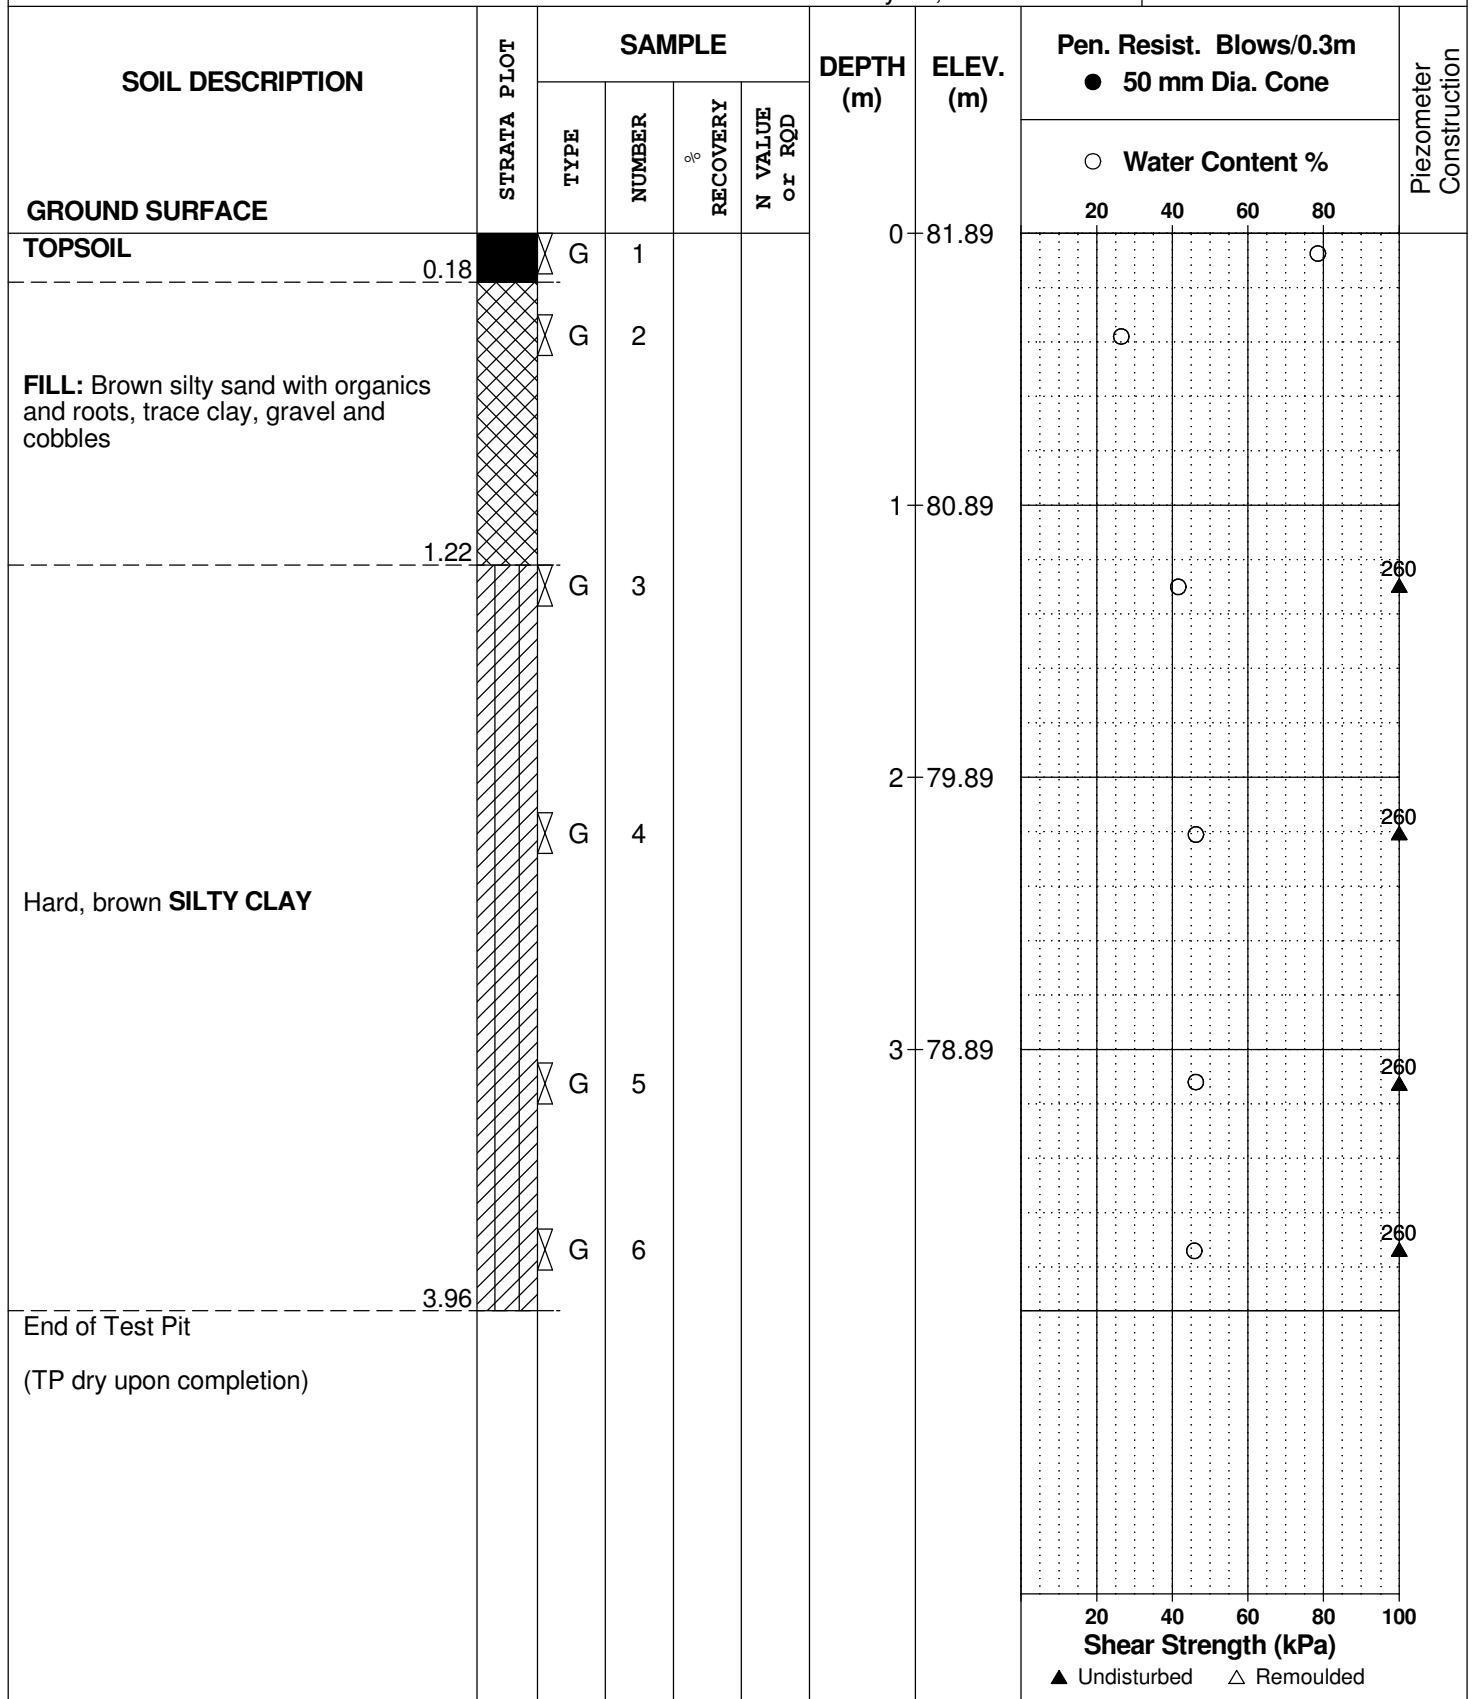 SOIL DESCRIPTION
GROUND SURFACE
STRATA PLOT
SAMPLE
TYPE
NUMBER
%
RECOVERY
N VALUE
or RQD
DEPTH
(m)
ELEV.
(m)
Pen. Resist. Blows/0.3m
● 50 mm Dia. Cone
○ Water Content %
20 40 60 80
Piezometer
Construction
TOPSOIL
0.18
G 1
0 81.89
G 2
FILL: Brown silty sand with organics
and roots, trace clay, gravel and
cobbles
1 80.89
1.22
G 3
260
2 79.89
G 4
260
Hard, brown SILTY CLAY
3 78.89
G 5
260
G 6
260
3.96
End of Test Pit
(TP dry upon completion)
20 40 60 80 100
Shear Strength (kPa)
▲ Undisturbed △ Remoulded